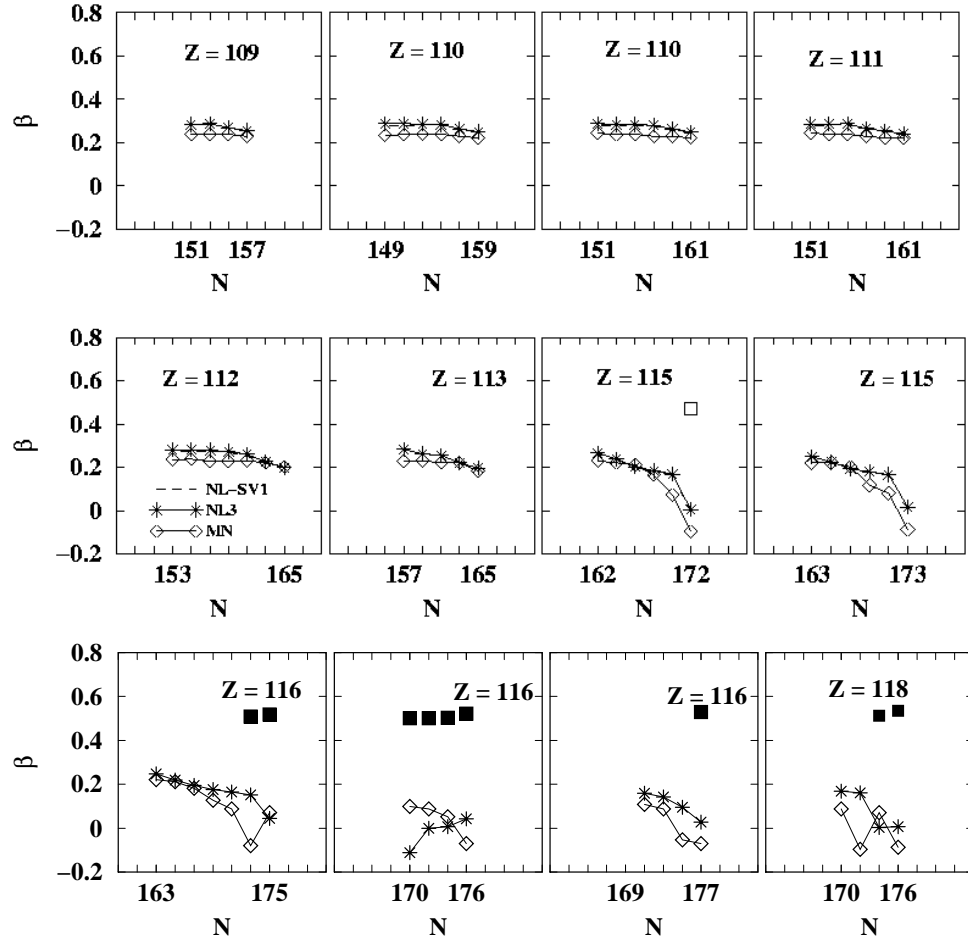 0.8
0.6
0.4
0.2
0
−0.2
β
Z = 109
Z = 110
Z = 110
Z = 111
151 157
149 159
151 161
151 161
N N N N
0.8
0.6
0.4
0.2
0
−0.2
β
Z = 112
Z = 113
Z = 115
Z = 115
NL−SV1
NL3
MN
153 165
157 165
162 172
163 173
N N N N
0.8
0.6
0.4
0.2
0
−0.2
β
Z = 116
Z = 116
Z = 116
Z = 118
163 175
170 176
169 177
170 176
N N N N